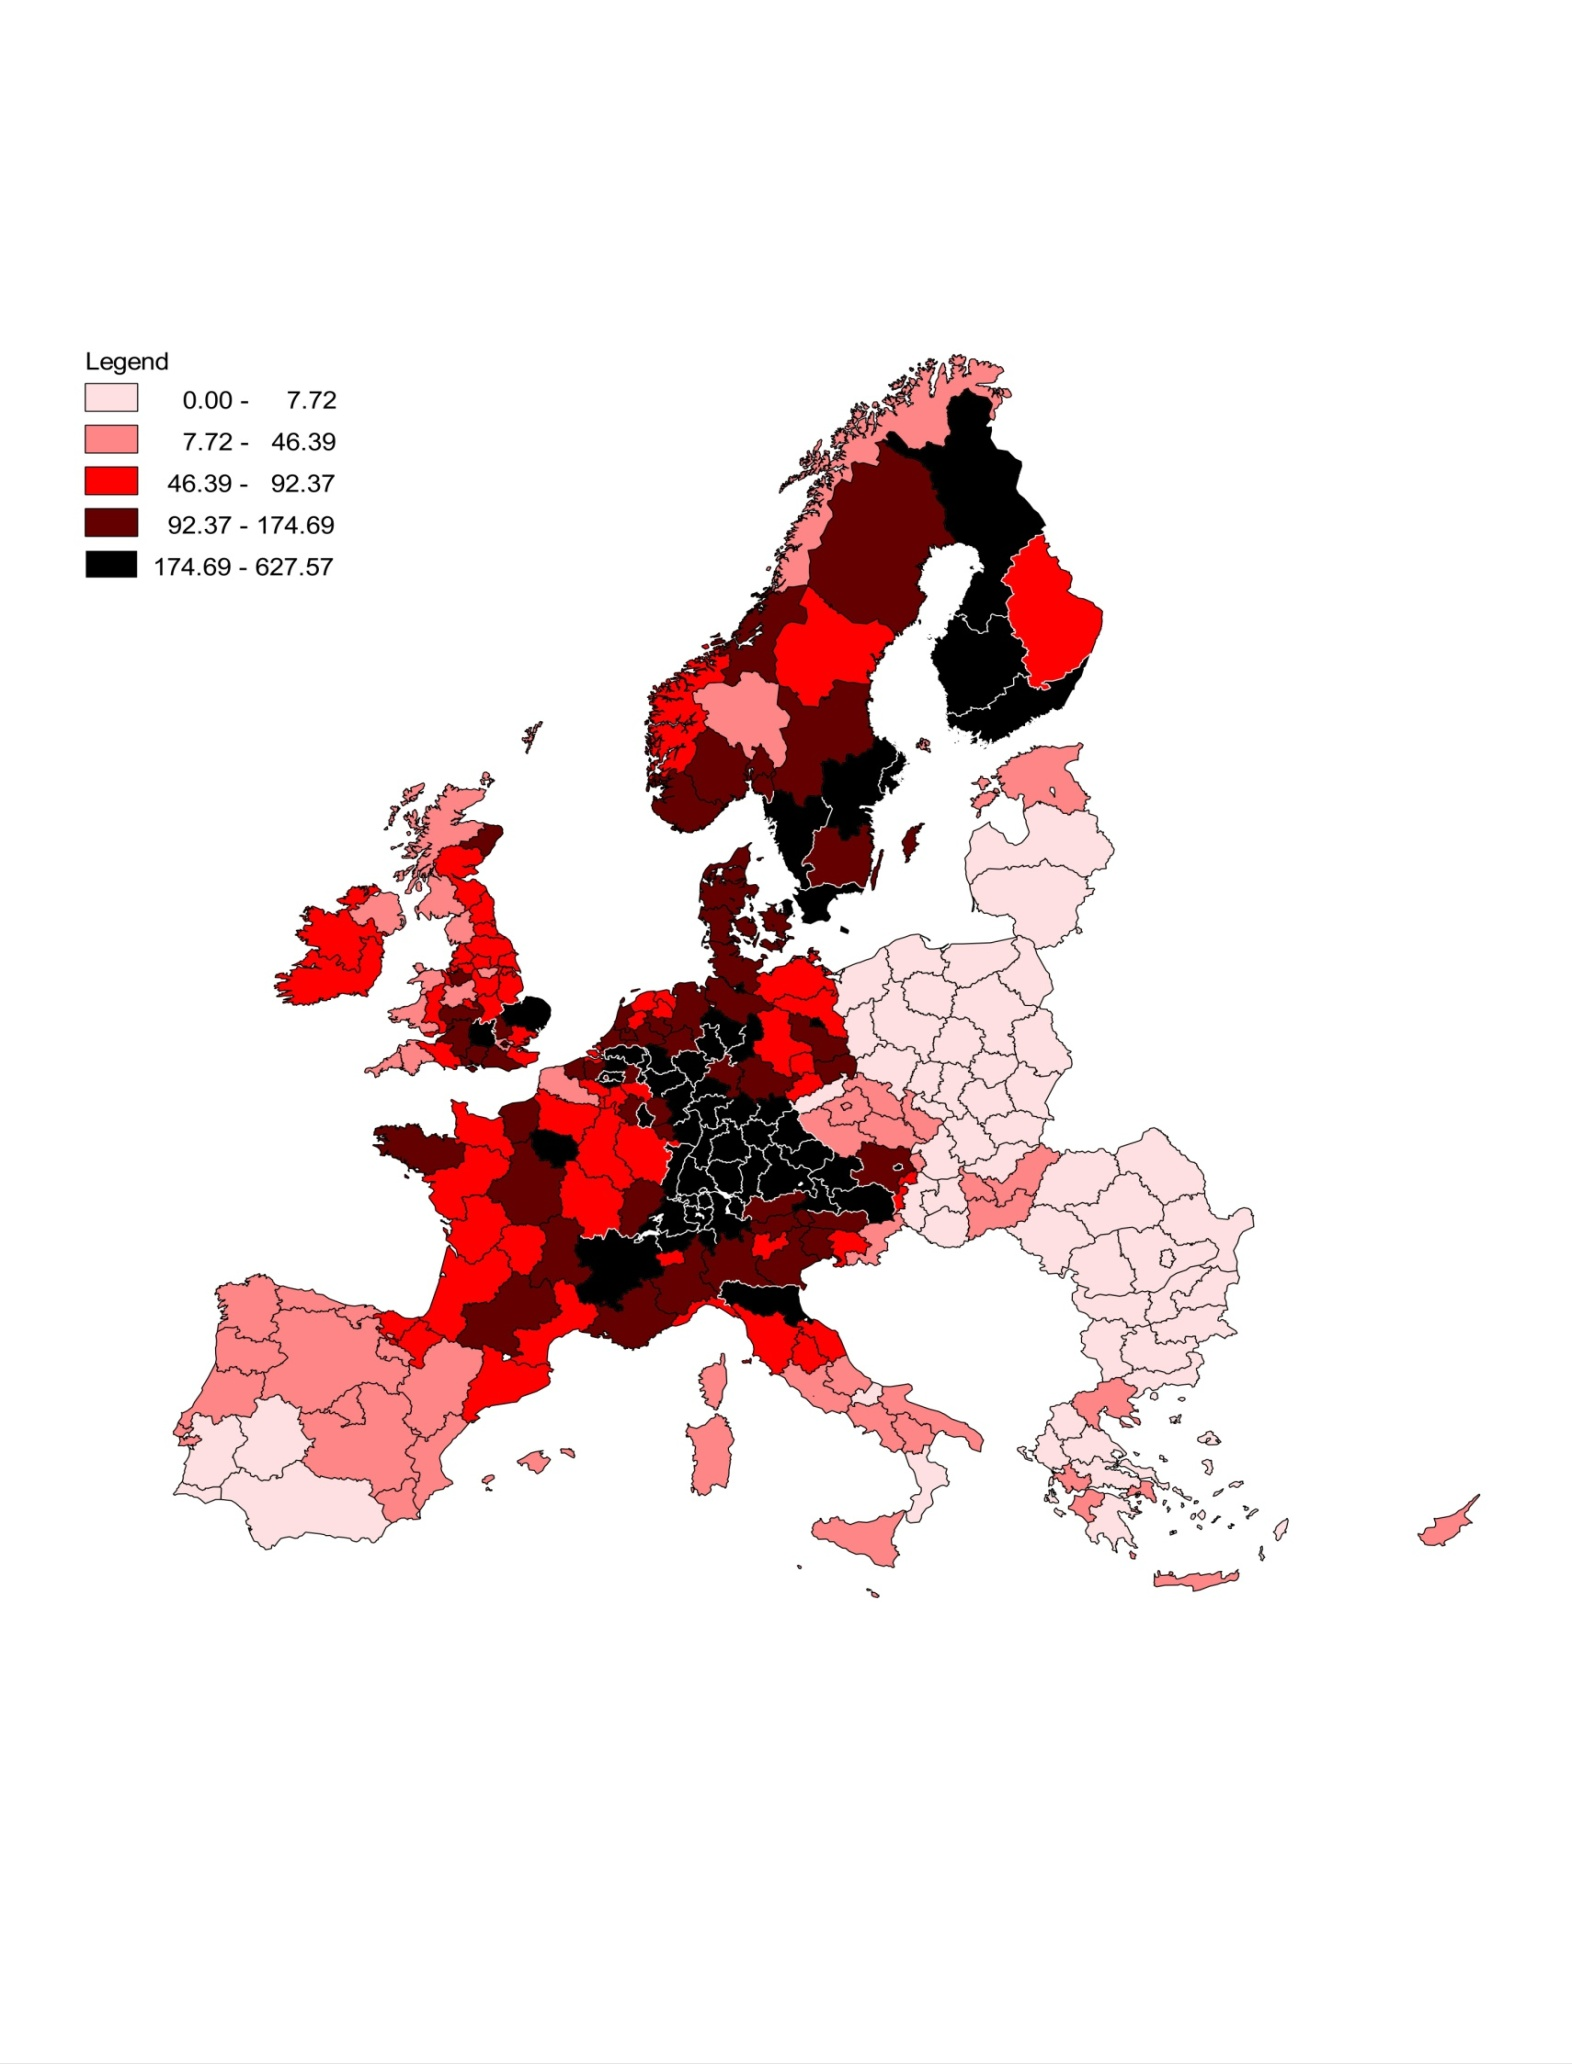 Legend
0.00 - 7.72
7.72 - 46.39
46.39 - 92.37
92.37 - 174.69
174.69 - 627.57